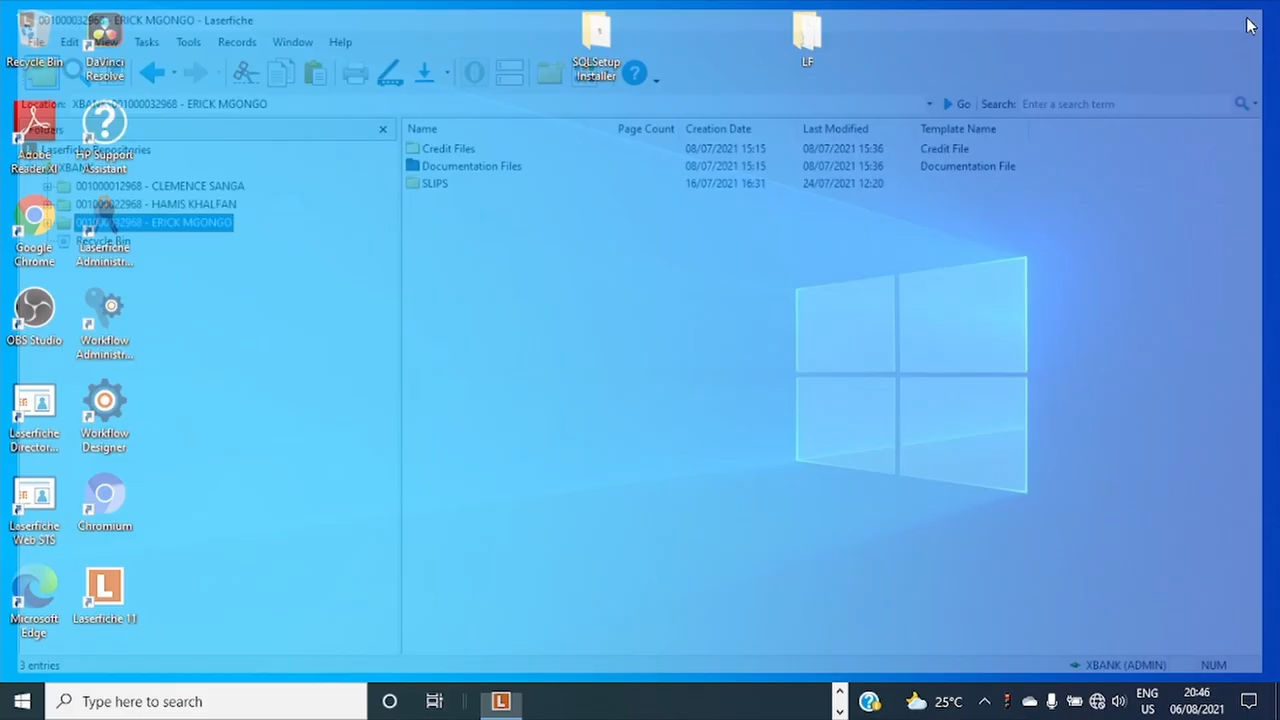 001000032968 - ERICK MGONGO - Laserfiche
File Edit View Tasks Tools Records Window Help
Location: XBANK\001000032968 - ERICK MGONGO
Go
Search: Enter a search term
Folders
Laserfiche Repositories
XBANK
001000012968 - CLEMENCE SANGA
001000022968 - HAMIS KHALFAN
001000032968 - ERICK MGONGO
Recycle Bin
Name Page Count Creation Date Last Modified Template Name
Credit Files 08/07/2021 15:15 08/07/2021 15:36 Credit File
Documentation Files 08/07/2021 15:15 08/07/2021 15:36 Documentation File
SLIPS 16/07/2021 16:31 24/07/2021 12:20
3 entries
XBANK (ADMIN) NUM
Recycle Bin
DaVinci
Resolve
SQLSetup
Installer
LF
Adobe
Reader XI
HP Support
Assistant
Google
Chrome
Laserfiche
Administr...
OBS Studio
Workflow
Administr...
Laserfiche
Director...
Workflow
Designer
Laserfiche
Web STS
Chromium
Microsoft
Edge
Laserfiche 11
Type here to search
25°C
ENG
US
20:46
06/08/2021